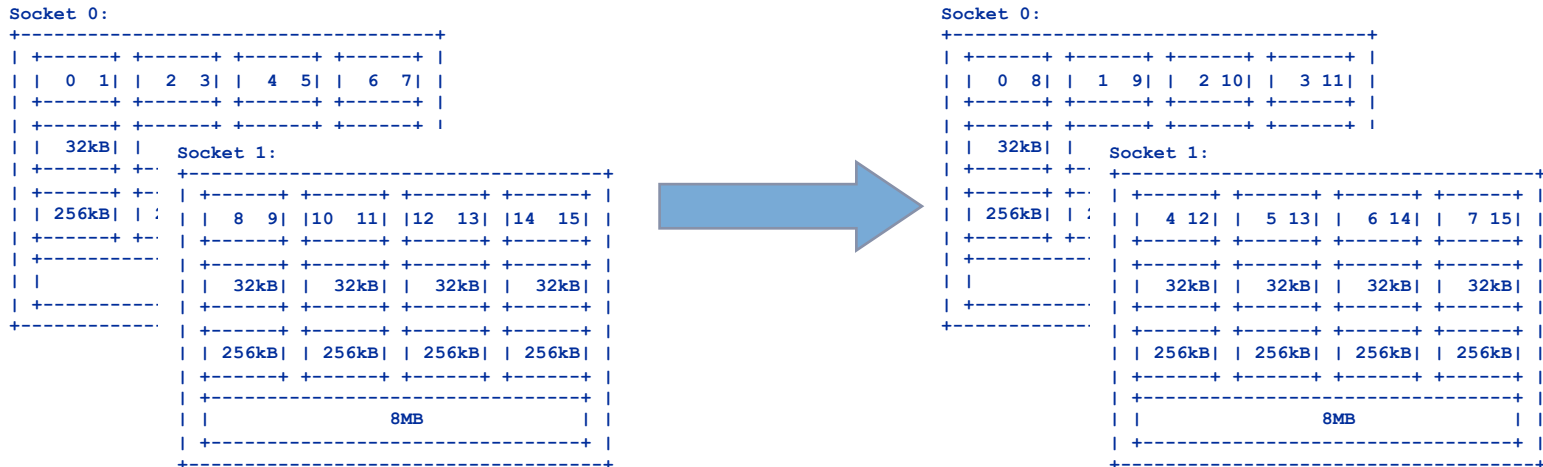 Socket 0:
+--------------------------------------+
| +------+ +------+ +------+ +------+ |
| |  0  1| |  2  3| |  4  5| |  6  7| |
| +------+ +------+ +------+ +------+ |
| +------+ +------+ +------+ +------+ |
| |  32kB| |
| +------+ +-
| +------+ +-
| | 256kB| |
| +------+ +-
| +----------
| |
| +----------
+------------
Socket 1:
+--------------------------------------+
| +------+ +------+ +------+ +------+ |
| |  8  9| |10  11| |12  13| |14  15| |
| +------+ +------+ +------+ +------+ |
| +------+ +------+ +------+ +------+ |
| |  32kB| |  32kB| |  32kB| |  32kB| |
| +------+ +------+ +------+ +------+ |
| +------+ +------+ +------+ +------+ |
| | 256kB| | 256kB| | 256kB| | 256kB| |
| +------+ +------+ +------+ +------+ |
| +---------------------------------+ |
| |                8MB              | |
| +---------------------------------+ |
+--------------------------------------+
Socket 0:
+--------------------------------------+
| +------+ +------+ +------+ +------+ |
| |  0  8| |  1  9| |  2 10| |  3 11| |
| +------+ +------+ +------+ +------+ |
| +------+ +------+ +------+ +------+ |
| |  32kB| |
| +------+ +-
| +------+ +-
| | 256kB| |
| +------+ +-
| +----------
| |
| +----------
+------------
Socket 1:
+--------------------------------------+
| +------+ +------+ +------+ +------+ |
| |  4 12| |  5 13| |  6 14| |  7 15| |
| +------+ +------+ +------+ +------+ |
| +------+ +------+ +------+ +------+ |
| |  32kB| |  32kB| |  32kB| |  32kB| |
| +------+ +------+ +------+ +------+ |
| +------+ +------+ +------+ +------+ |
| | 256kB| | 256kB| | 256kB| | 256kB| |
| +------+ +------+ +------+ +------+ |
| +---------------------------------+ |
| |                8MB              | |
| +---------------------------------+ |
+--------------------------------------+